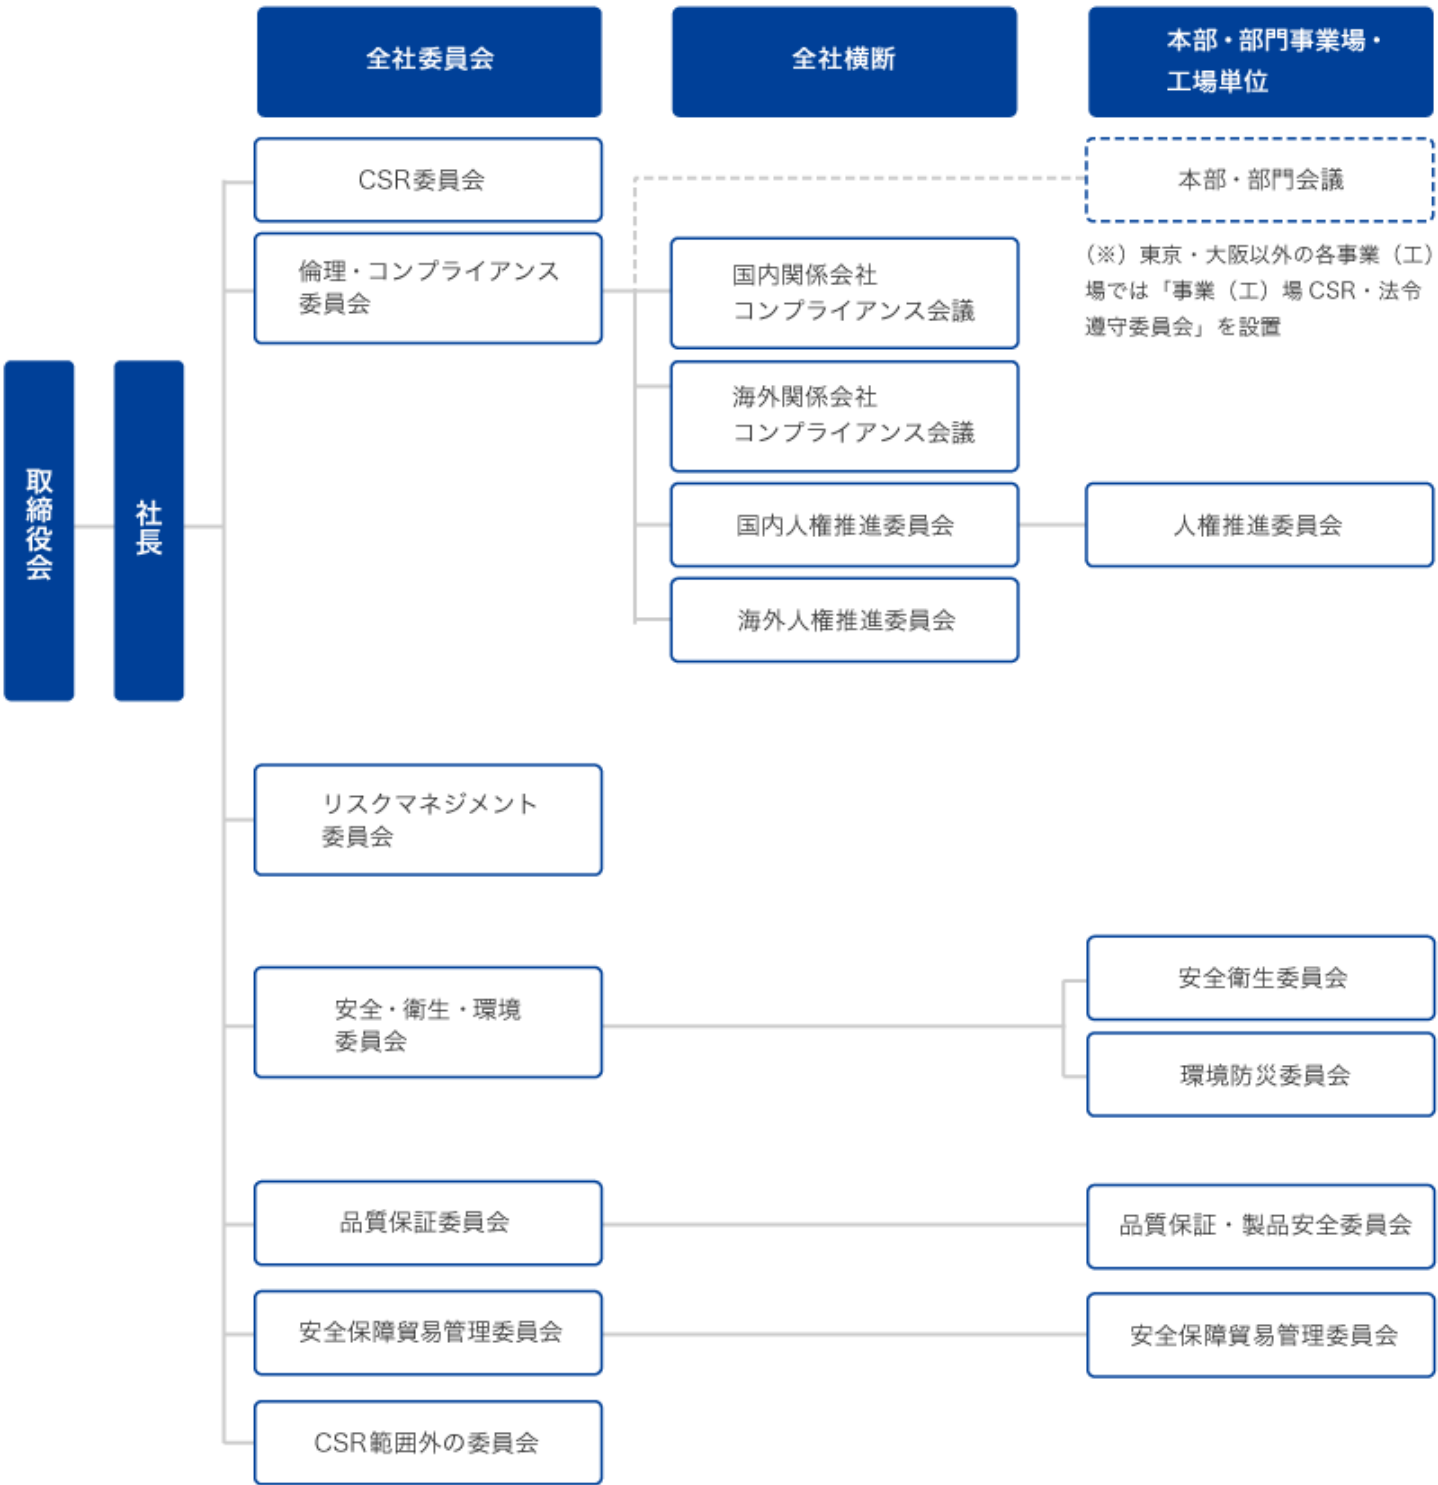 全社委員会
全社横断
本部・部門事業場・
工場単位
取締役会
社長
CSR委員会
本部・部門会議
(※)東京・大阪以外の各事業(工)
場では「事業(工)場CSR・法令
遵守委員会」を設置
倫理・コンプライアンス
委員会
国内関係会社
コンプライアンス会議
海外関係会社
コンプライアンス会議
国内人権推進委員会
人権推進委員会
海外人権推進委員会
リスクマネジメント
委員会
安全・衛生・環境
委員会
安全衛生委員会
環境防災委員会
品質保証委員会
品質保証・製品安全委員会
安全保障貿易管理委員会
安全保障貿易管理委員会
CSR範囲外の委員会